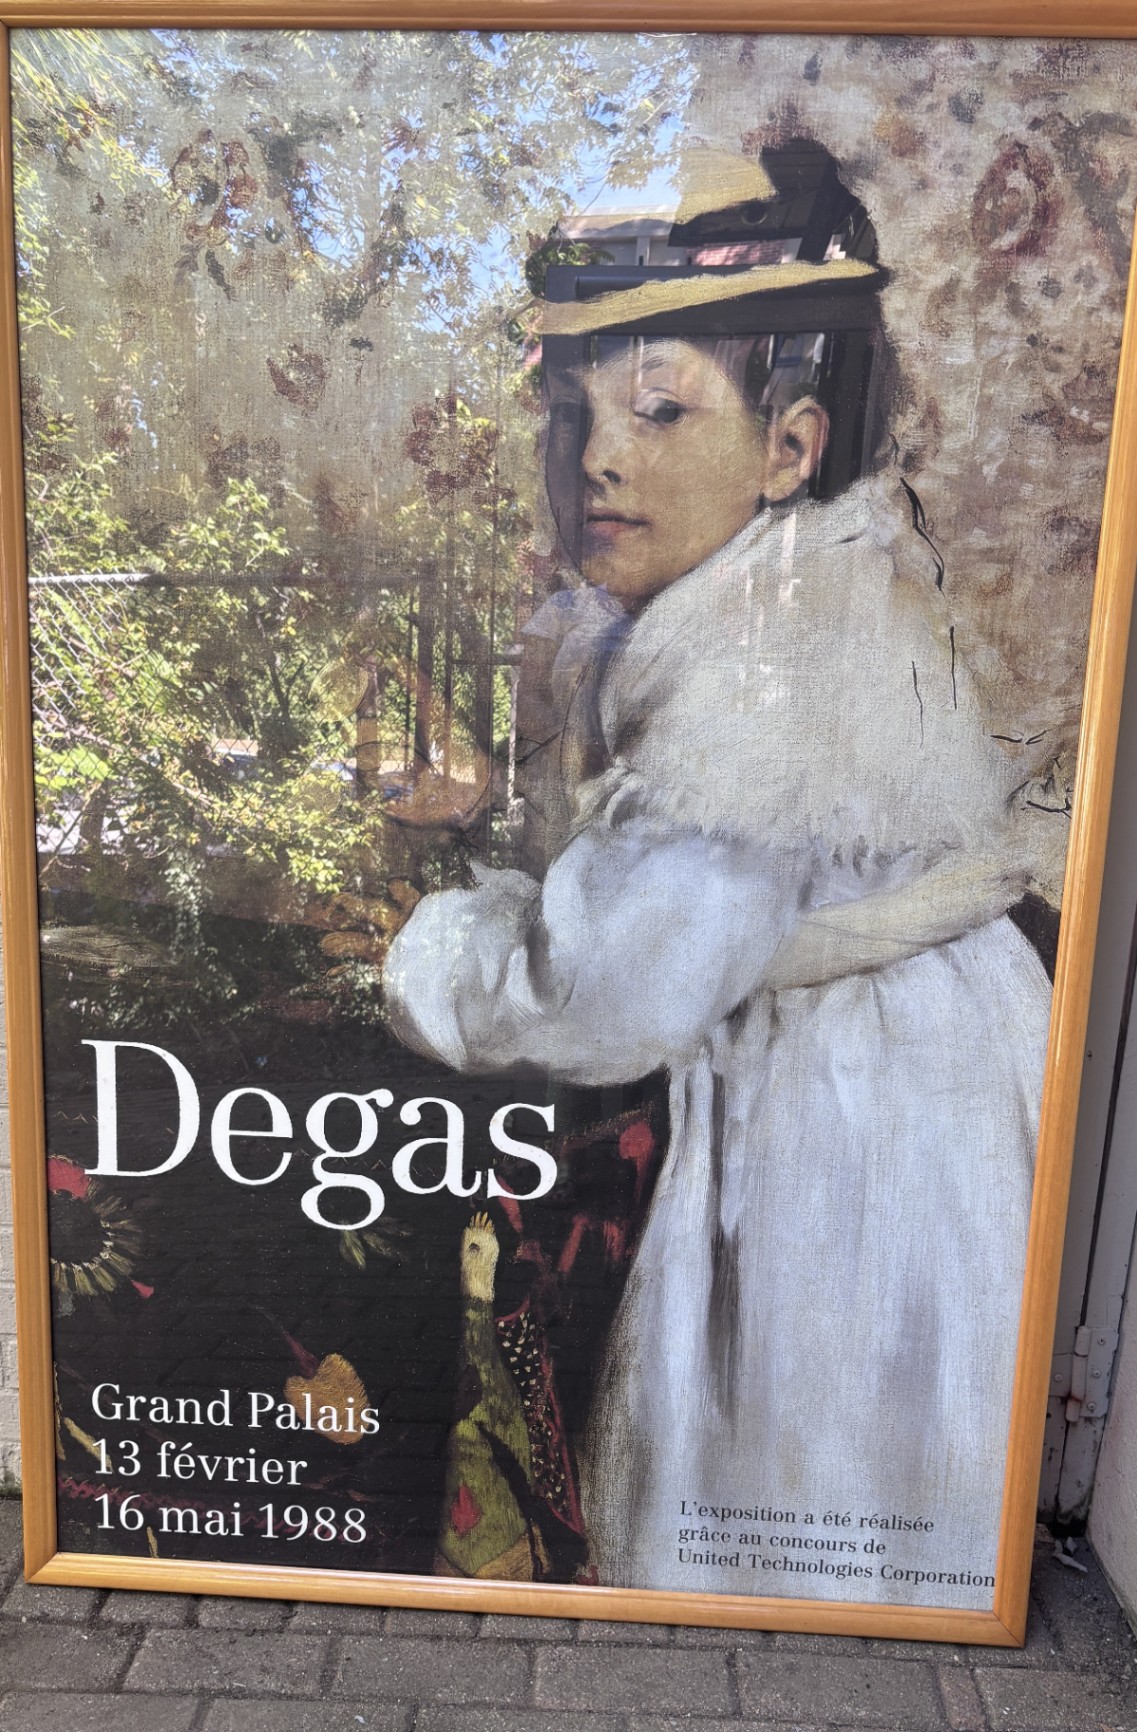 Degas
Grand Palais
13 février
16 mai 1988
L'exposition a été réalisée
grâce au concours de
United Technologies Corporation